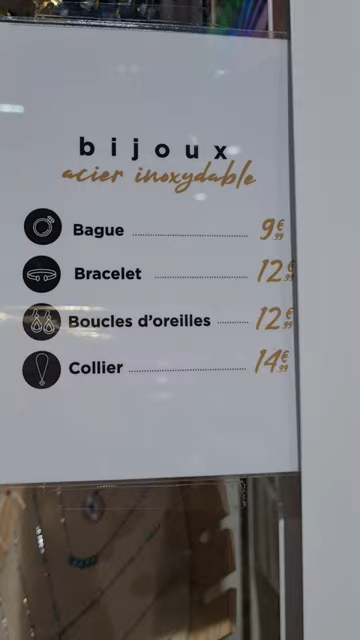 bijoux
acier inoxydable
Bague ........ 9€99
Bracelet ........ 12€99
Boucles d'oreilles ........ 12€99
Collier ........ 14€99